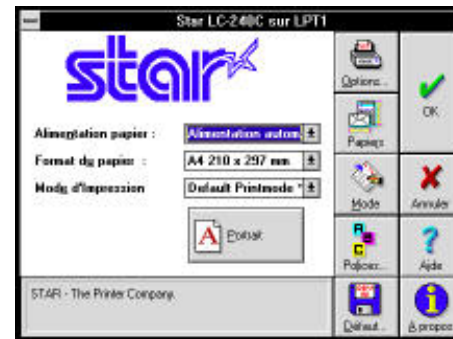 Star LC-240C sur LPT1
star
Alimentation papier :
Alimentation autom
Format du papier :
A4 210 x 297 mm
Mode d'Impression
Default Printmode *
Portrait
STAR - The Printer Company.
Options...
OK
Papiers
Mode
Annuler
Polices...
Aide
Défaut...
A propos